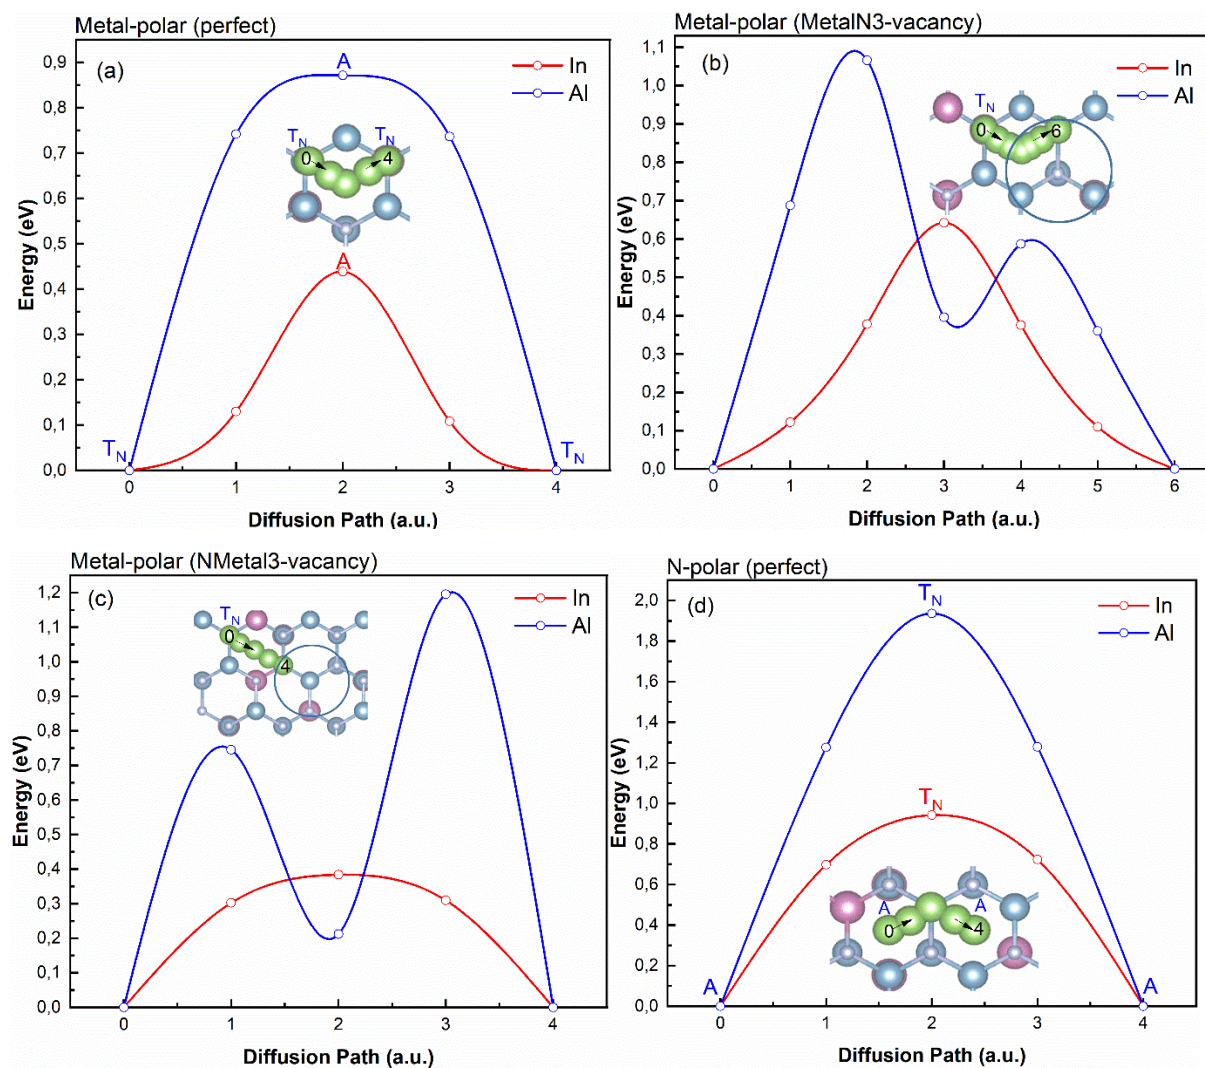 Metal-polar (perfect)
(a)
A
In
Al
T_N
T_N
0
4
A
T_N
T_N
0,9
0,8
0,7
0,6
0,5
0,4
0,3
0,2
0,1
0,0
0 1 2 3 4
Energy (eV)
Diffusion Path (a.u.)
Metal-polar (MetalN3-vacancy)
(b)
In
Al
T_N
0
6
1,1
1,0
0,9
0,8
0,7
0,6
0,5
0,4
0,3
0,2
0,1
0,0
0 1 2 3 4 5 6
Energy (eV)
Diffusion Path (a.u.)
Metal-polar (NMetal3-vacancy)
(c)
In
Al
T_N
0
4
1,2
1,1
1,0
0,9
0,8
0,7
0,6
0,5
0,4
0,3
0,2
0,1
0,0
0 1 2 3 4
Energy (eV)
Diffusion Path (a.u.)
N-polar (perfect)
(d)
T_N
In
Al
T_N
A
A
0
4
A
A
2,0
1,8
1,6
1,4
1,2
1,0
0,8
0,6
0,4
0,2
0,0
0 1 2 3 4
Energy (eV)
Diffusion Path (a.u.)